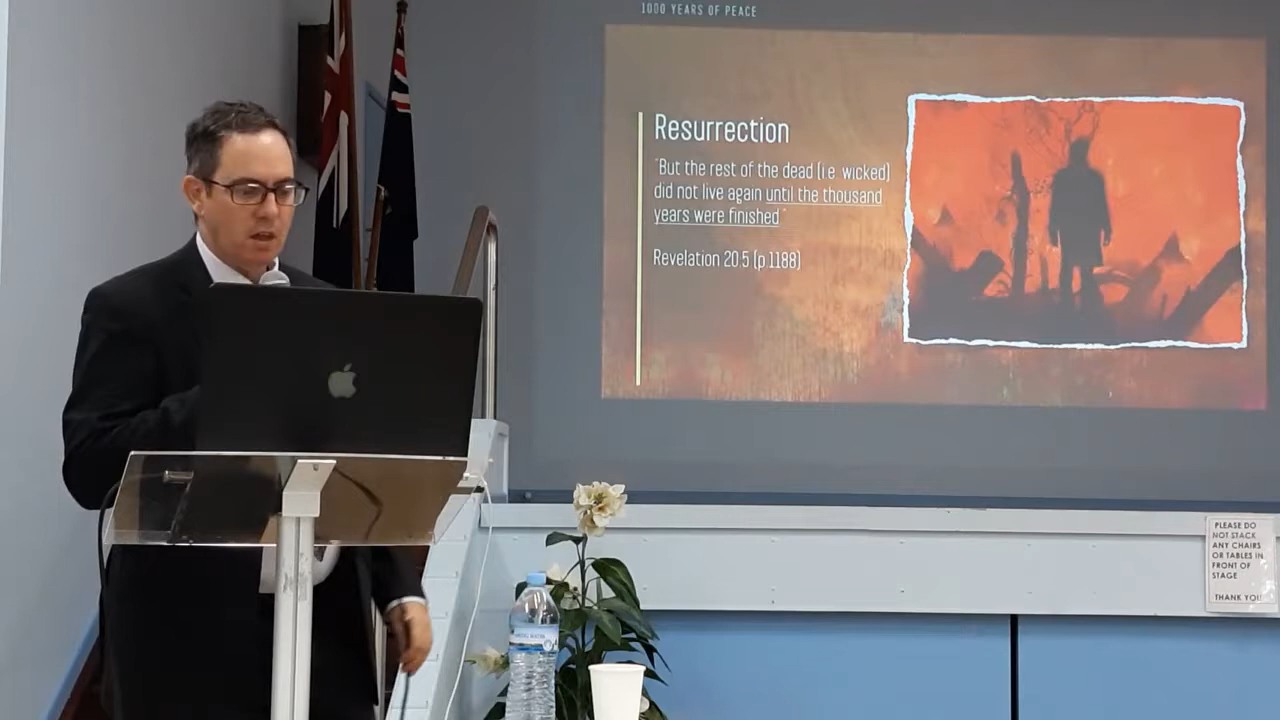 1000 YEARS OF PEACE
Resurrection
"But the rest of the dead (i.e. wicked)
did not live again until the thousand
years were finished."
Revelation 20:5 (p.1188)
PLEASE DO
NOT STACK
ANY CHAIRS
OR TABLES IN
FRONT OF
STAGE
THANK YOU